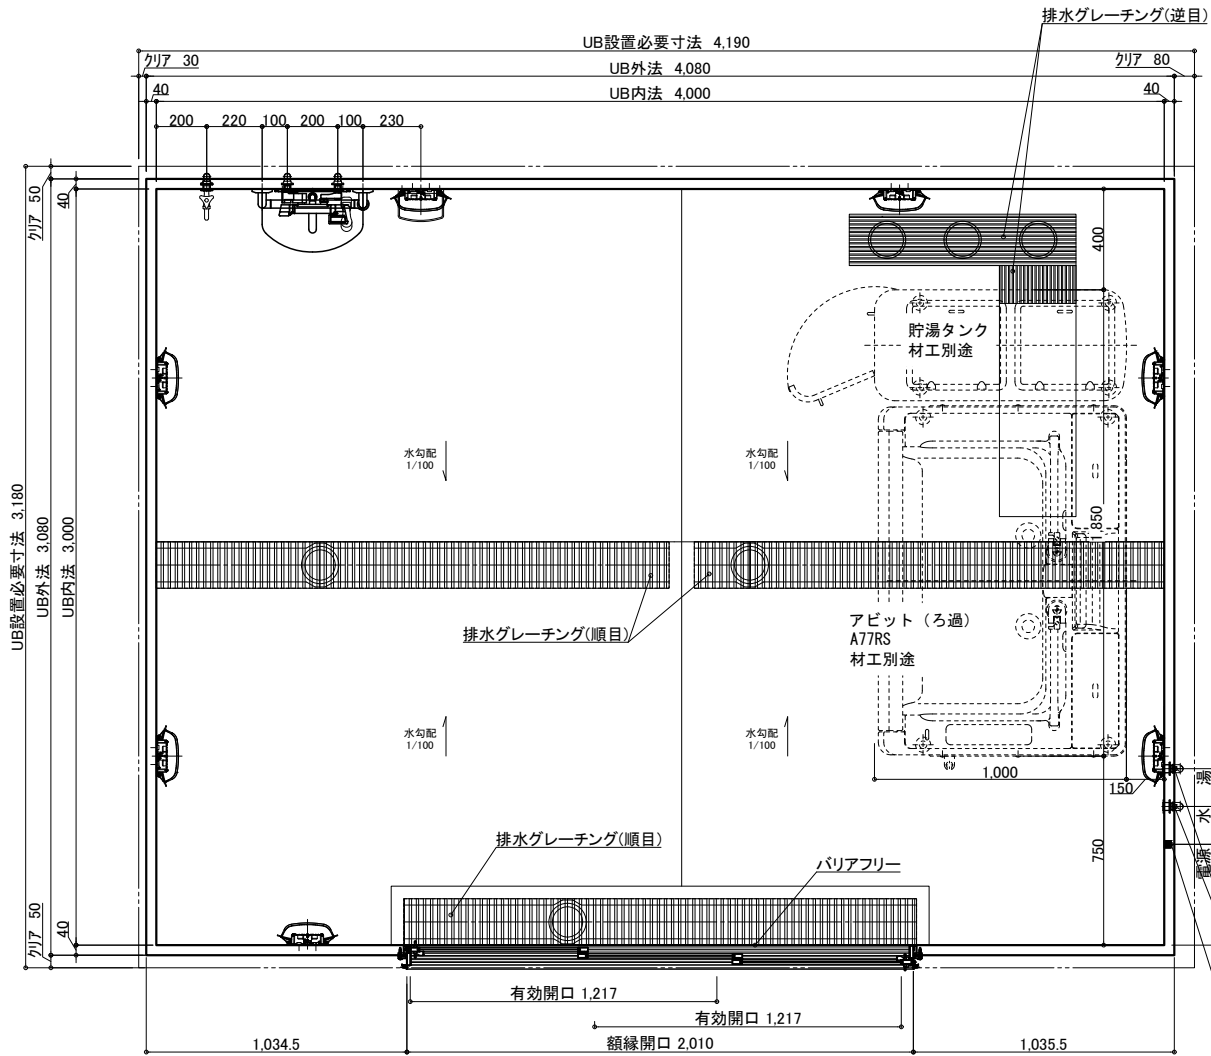 排水グレーチング(逆目)
UB設置必要寸法 4,190
クリア 30
UB外法 4,080
クリア 80
40
UB内法 4,000
40
200
220
100
200
100
230
クリア 50
40
400
貯湯タンク
材工別途
水勾配
1/100
水勾配
1/100
UB設置必要寸法 3,180
UB外法 3,080
UB内法 3,000
1,850
排水グレーチング(順目)
アビット（ろ過）
A77RS
材工別途
水勾配
1/100
水勾配
1/100
1,000
150
湯
水
電源
750
排水グレーチング(順目)
バリアフリー
クリア 50
40
有効開口 1,217
有効開口 1,217
1,034.5
額縁開口 2,010
1,035.5